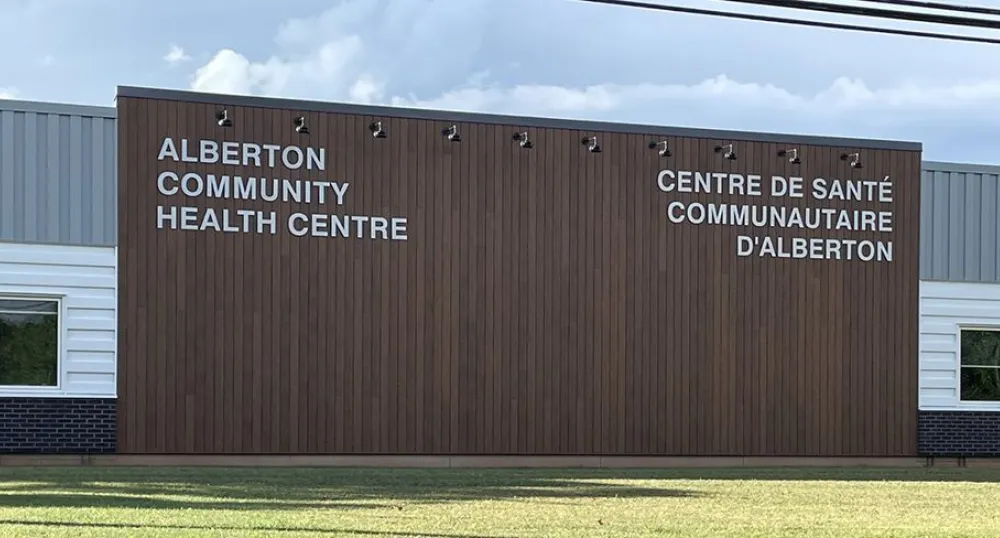 ALBERTON
COMMUNITY
HEALTH CENTRE
CENTRE DE SANTÉ
COMMUNAUTAIRE
D'ALBERTON